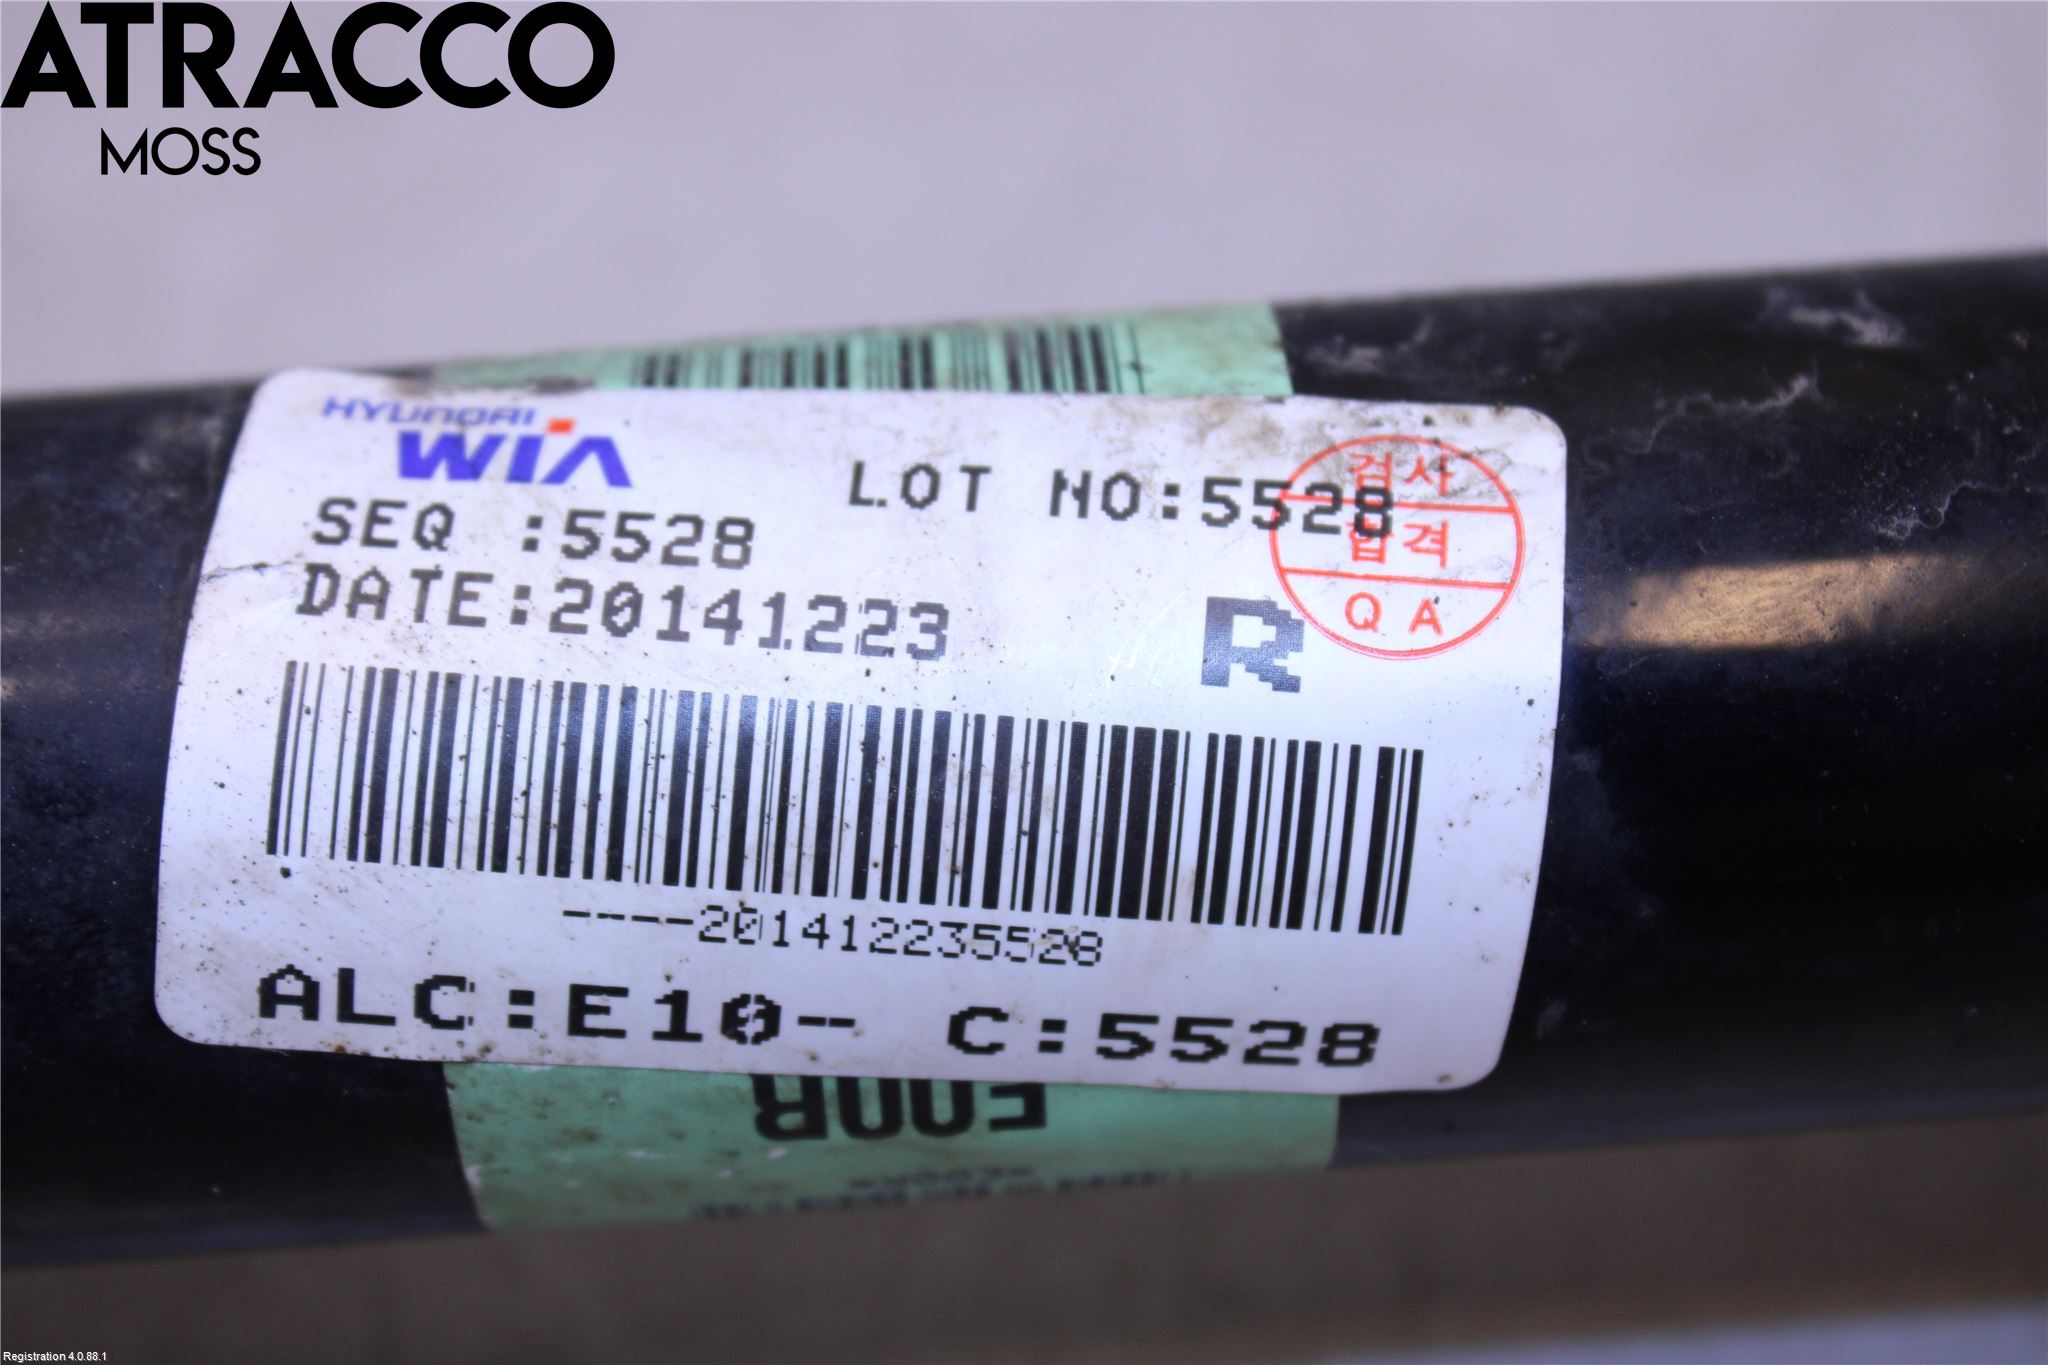 ATRACCO
MOSS
HYUNDAI
WIA
LOT NO:5528
SEQ :5528
DATE:20141223
R
검사
합격
QA
----201412235528
ALC:E10-- C:5528
Registration 4.0.88.1